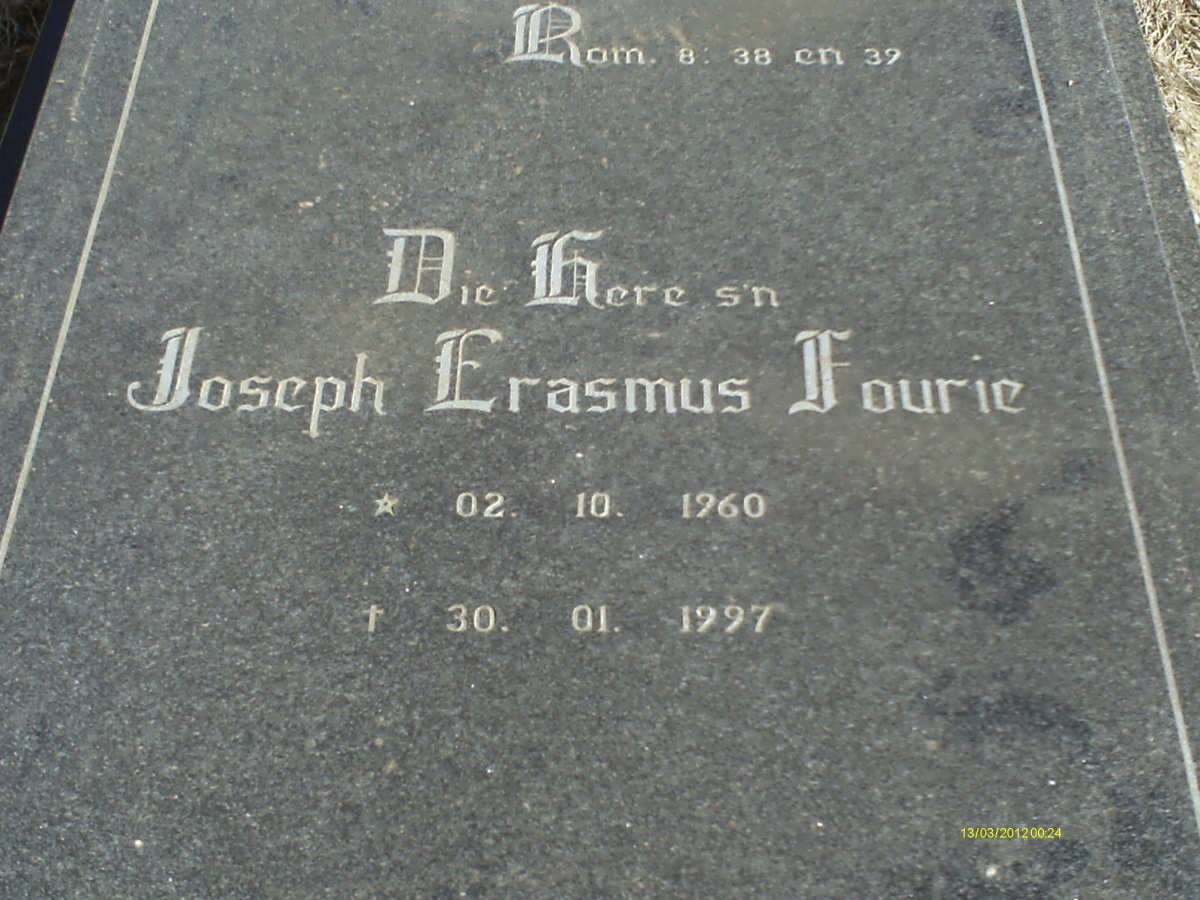 Rom. 8: 38 en 39
Die Here s'n
Joseph Erasmus Fourie
★ 02. 10. 1960
† 30. 01. 1997
13/03/2012 00:24